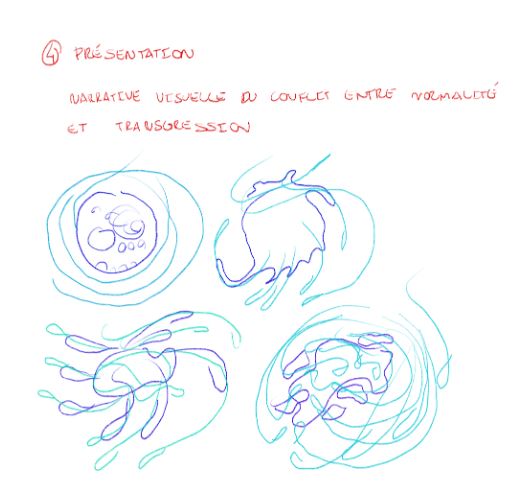 4 PRÉSENTATION
NARRATIVE VISUELLE DU CONFLIT ENTRE NORMALITÉ
ET TRANSGRESSION